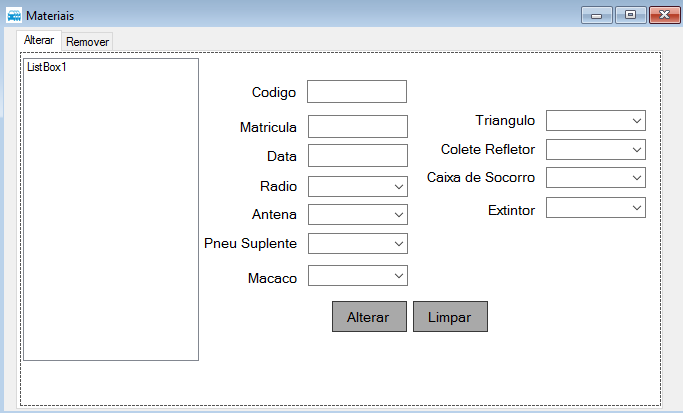 Materiais
Alterar
Remover
ListBox1
Codigo
Matricula
Data
Radio
Antena
Pneu Suplente
Macaco
Triangulo
Colete Refletor
Caixa de Socorro
Extintor
Alterar
Limpar